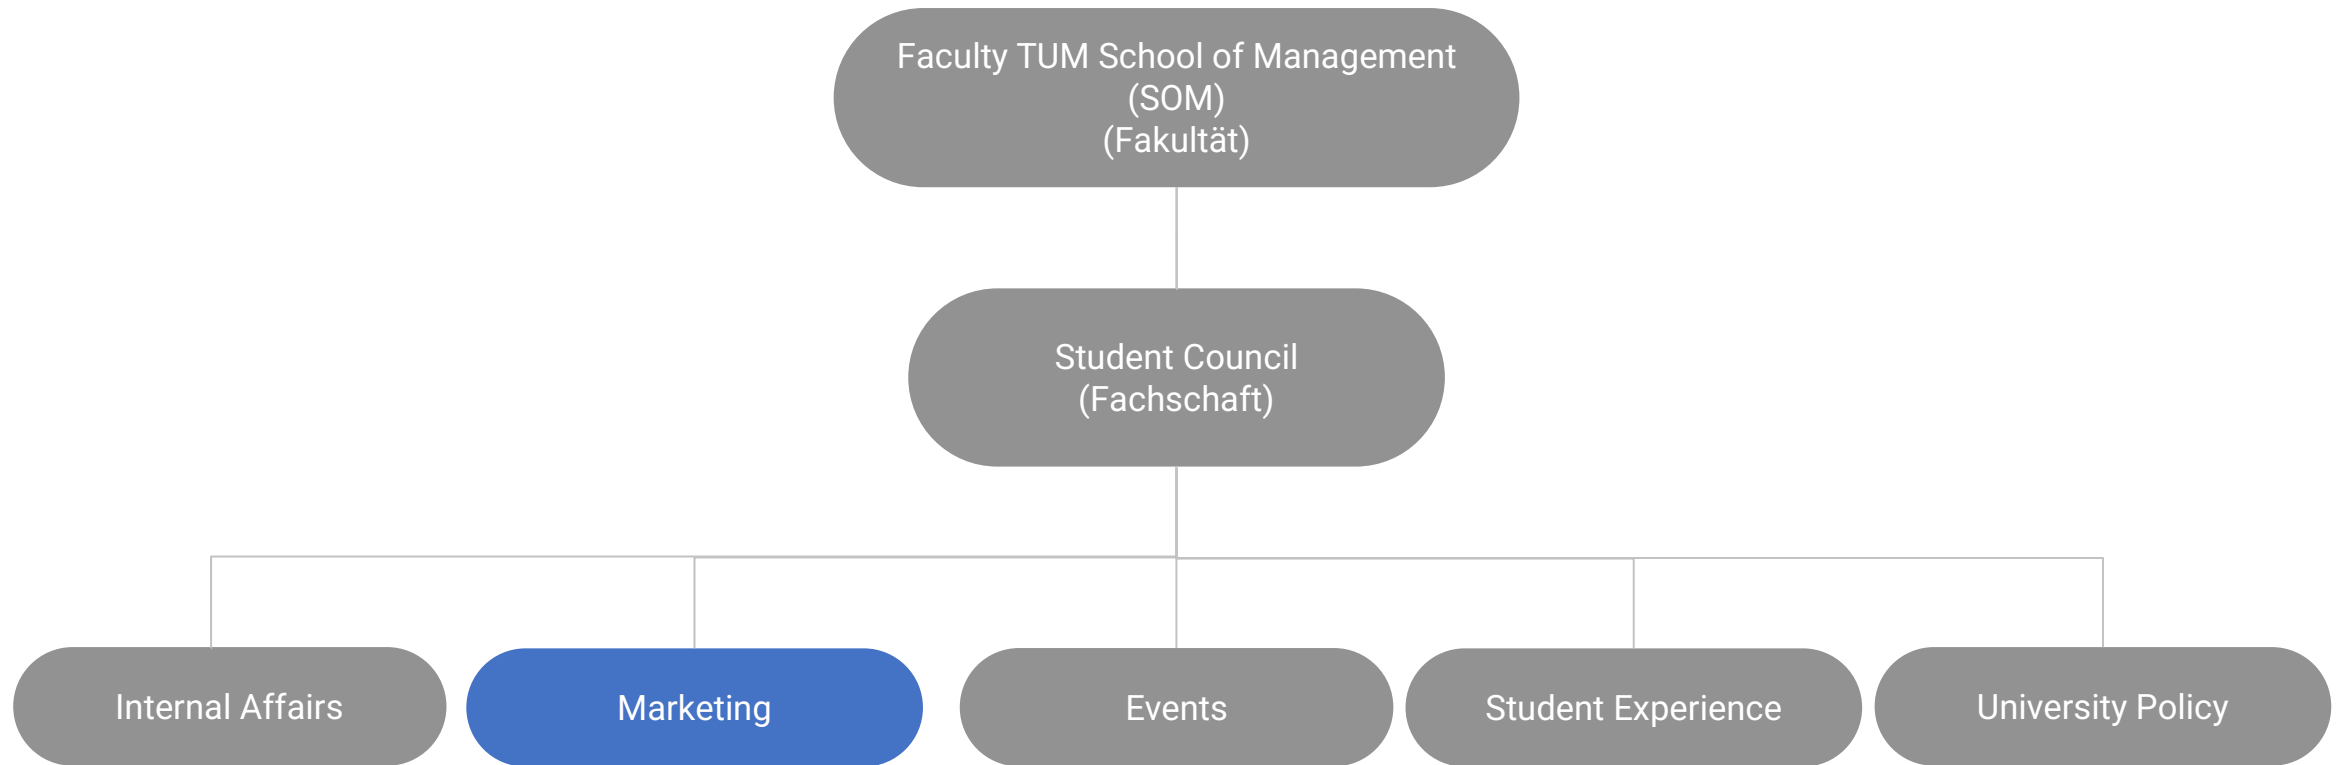 Faculty TUM School of Management
(SOM)
(Fakultät)
Student Council
(Fachschaft)
Internal Affairs
Marketing
Events
Student Experience
University Policy